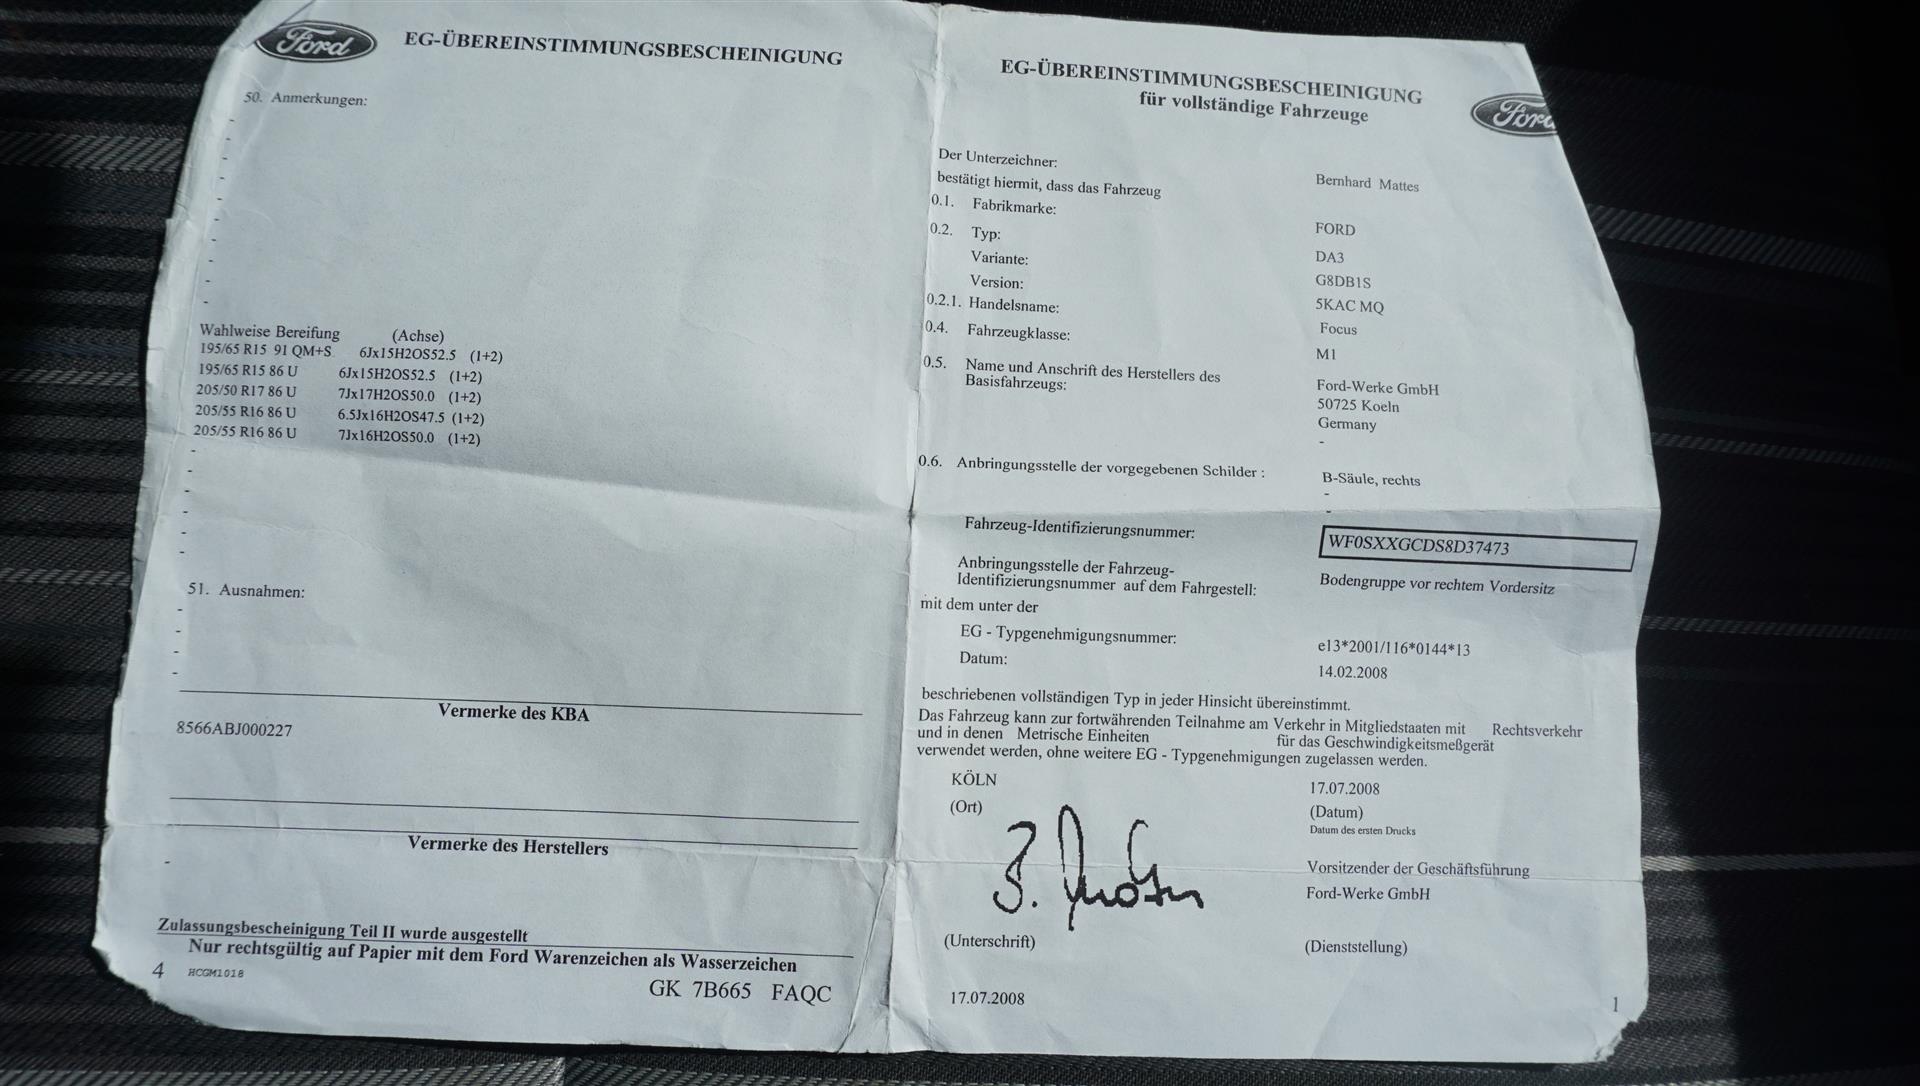 Ford
EG-ÜBEREINSTIMMUNGSBESCHEINIGUNG
50. Anmerkungen:
Wahlweise Bereifung (Achse)
195/65 R15 91 QM+S 6Jx15H2OS52.5 (1+2)
195/65 R15 86 U 6Jx15H2OS52.5 (1+2)
205/50 R17 86 U 7Jx17H2OS50.0 (1+2)
205/55 R16 86 U 6.5Jx16H2OS47.5 (1+2)
205/55 R16 86 U 7Jx16H2OS50.0 (1+2)
51. Ausnahmen:
Vermerke des KBA
8566ABJ000227
Vermerke des Herstellers
-
Zulassungsbescheinigung Teil II wurde ausgestellt
Nur rechtsgültig auf Papier mit dem Ford Warenzeichen als Wasserzeichen
4 HCGM1018
GK 7B665 FAQC
EG-ÜBEREINSTIMMUNGSBESCHEINIGUNG
für vollständige Fahrzeuge
Ford
Der Unterzeichner: Bernhard Mattes
bestätigt hiermit, dass das Fahrzeug
0.1. Fabrikmarke: FORD
0.2. Typ: DA3
Variante: G8DB1S
Version: 5KAC MQ
0.2.1. Handelsname: Focus
0.4. Fahrzeugklasse: M1
0.5. Name und Anschrift des Herstellers des Ford-Werke GmbH
Basisfahrzeugs: 50725 Koeln
Germany
-
0.6. Anbringungsstelle der vorgegebenen Schilder : B-Säule, rechts
-
-
Fahrzeug-Identifizierungsnummer: WF0SXXGCDS8D37473
Anbringungsstelle der Fahrzeug- Bodengruppe vor rechtem Vordersitz
Identifizierungsnummer auf dem Fahrgestell:
mit dem unter der
EG - Typgenehmigungsnummer: e13*2001/116*0144*13
Datum: 14.02.2008
beschriebenen vollständigen Typ in jeder Hinsicht übereinstimmt.
Das Fahrzeug kann zur fortwährenden Teilnahme am Verkehr in Mitgliedstaaten mit Rechtsverkehr
und in denen Metrische Einheiten für das Geschwindigkeitsmeßgerät
verwendet werden, ohne weitere EG - Typgenehmigungen zugelassen werden.
KÖLN 17.07.2008
(Ort) (Datum)
Datum des ersten Drucks
Vorsitzender der Geschäftsführung
Ford-Werke GmbH
(Unterschrift) (Dienststellung)
17.07.2008
1